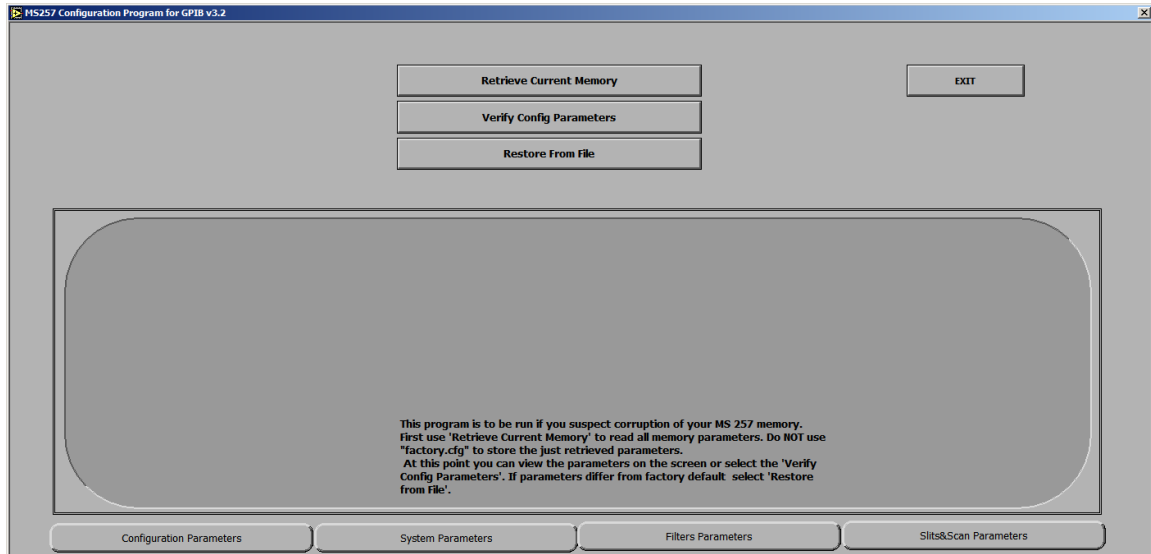 MS257 Configuration Program for GPIB v3.2
Retrieve Current Memory
EXIT
Verify Config Parameters
Restore From File
This program is to be run if you suspect corruption of your MS 257 memory.
First use 'Retrieve Current Memory' to read all memory parameters. Do NOT use
"factory.cfg" to store the just retrieved parameters.
At this point you can view the parameters on the screen or select the 'Verify
Config Parameters'. If parameters differ from factory default select 'Restore
from File'.
Configuration Parameters
System Parameters
Filters Parameters
Slits&Scan Parameters